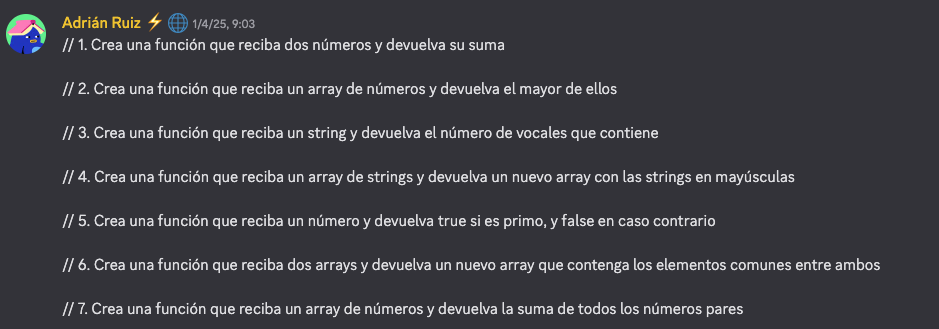 Adrián Ruiz ⚡ 🌐 1/4/25, 9:03
// 1. Crea una función que reciba dos números y devuelva su suma
// 2. Crea una función que reciba un array de números y devuelva el mayor de ellos
// 3. Crea una función que reciba un string y devuelva el número de vocales que contiene
// 4. Crea una función que reciba un array de strings y devuelva un nuevo array con las strings en mayúsculas
// 5. Crea una función que reciba un número y devuelva true si es primo, y false en caso contrario
// 6. Crea una función que reciba dos arrays y devuelva un nuevo array que contenga los elementos comunes entre ambos
// 7. Crea una función que reciba un array de números y devuelva la suma de todos los números pares